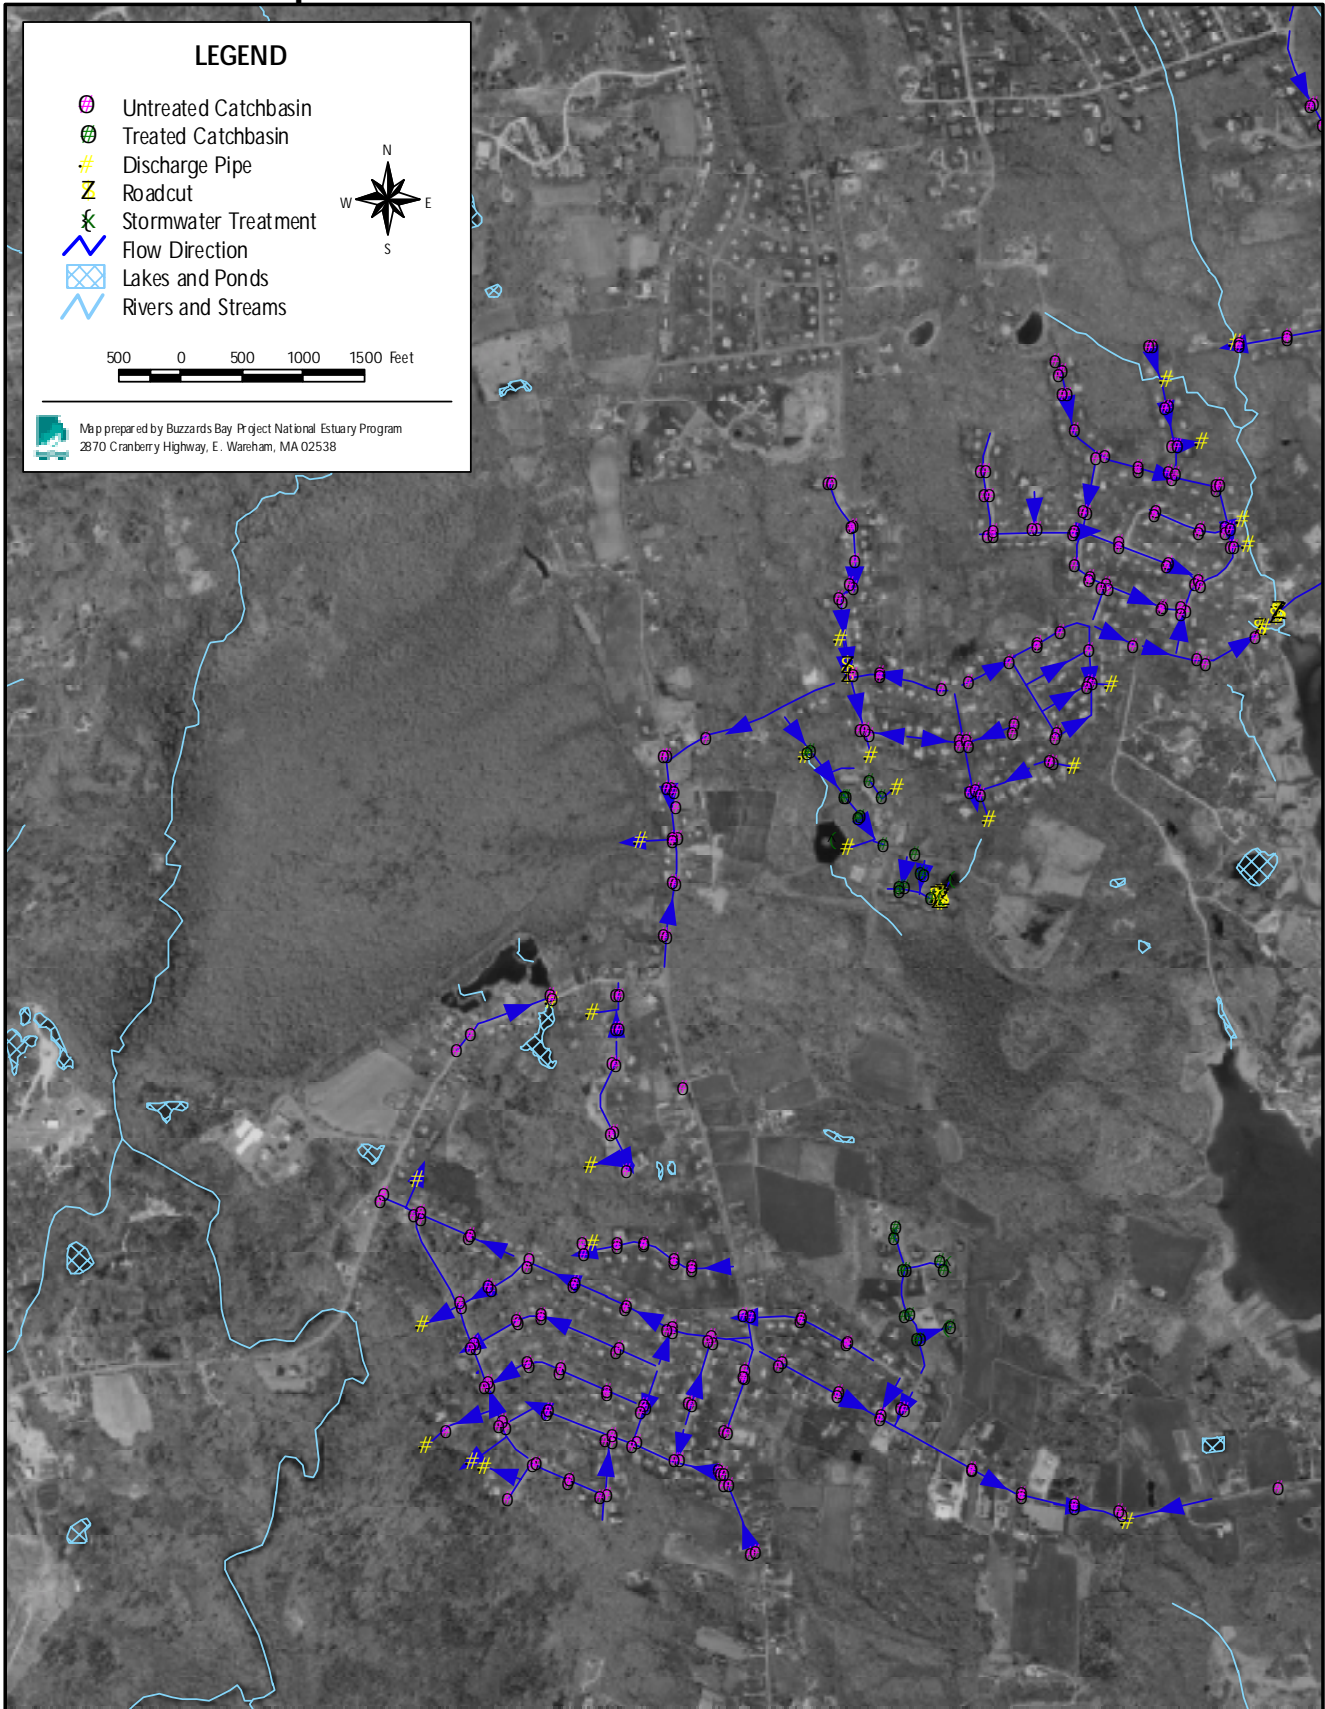 LEGEND
Untreated Catchbasin
Treated Catchbasin
Discharge Pipe
Roadcut
Stormwater Treatment
Flow Direction
Lakes and Ponds
Rivers and Streams
N
W E
S
500 0 500 1000 1500 Feet
Map prepared by Buzzards Bay Project National Estuary Program
2870 Cranberry Highway, E. Wareham, MA 02538